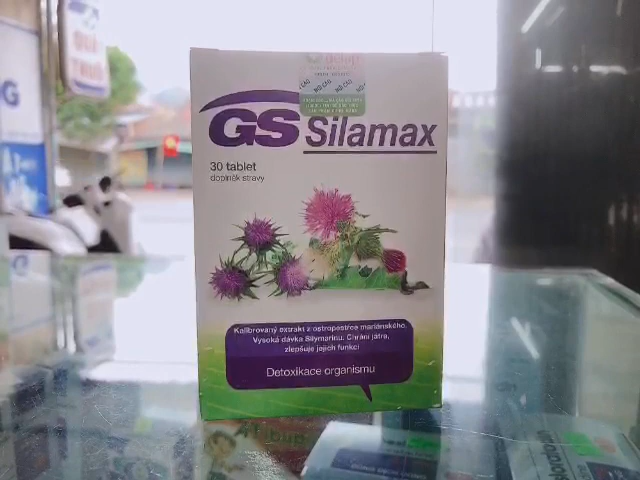 GS Silamax
30 tablet
doplněk stravy
Kalibrovaný extrakt z ostropestřce mariánského.
Vysoká dávka Silymarinu. Chrání játra,
zlepšuje jejich funkci
Detoxikace organismu